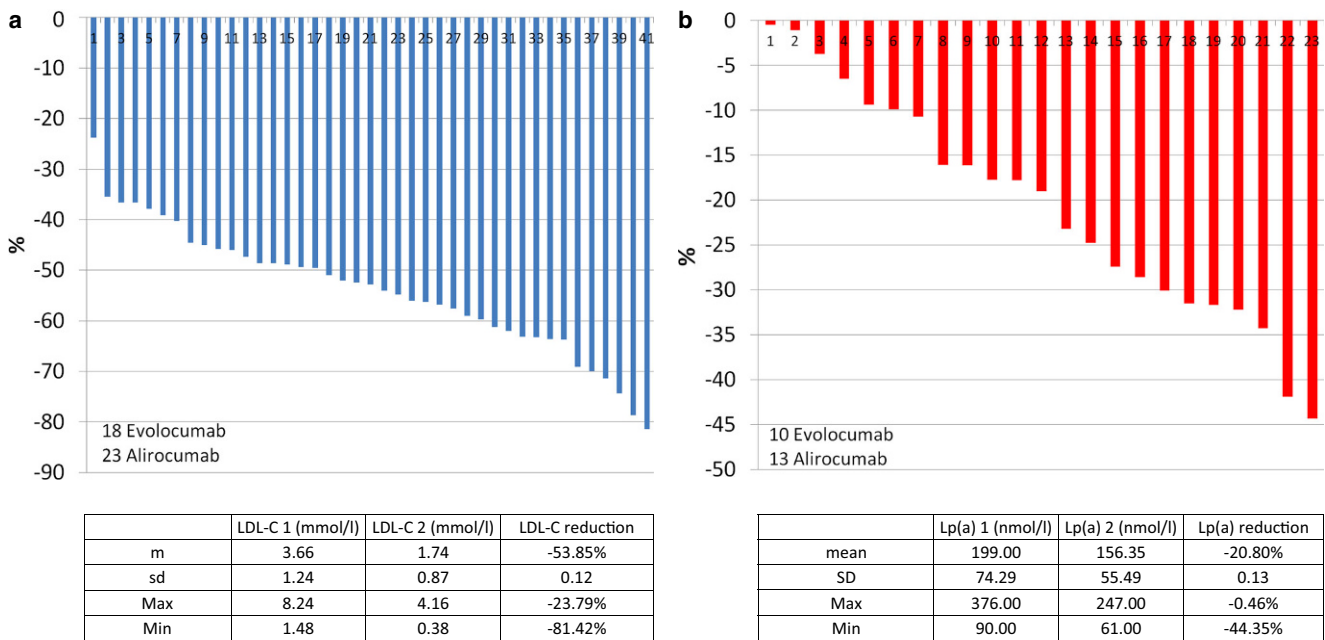 a
0
-10
-20
-30
-40
-50
-60
-70
-80
-90
%
1 3 5 7 9 11 13 15 17 19 21 23 25 27 29 31 33 35 37 39 41
18 Evolocumab
23 Alirocumab
LDL-C 1 (mmol/l) LDL-C 2 (mmol/l) LDL-C reduction
m 3.66 1.74 -53.85%
sd 1.24 0.87 0.12
Max 8.24 4.16 -23.79%
Min 1.48 0.38 -81.42%
b
0
-5
-10
-15
-20
-25
-30
-35
-40
-45
-50
%
1 2 3 4 5 6 7 8 9 10 11 12 13 14 15 16 17 18 19 20 21 22 23
10 Evolocumab
13 Alirocumab
Lp(a) 1 (nmol/l) Lp(a) 2 (nmol/l) Lp(a) reduction
mean 199.00 156.35 -20.80%
SD 74.29 55.49 0.13
Max 376.00 247.00 -0.46%
Min 90.00 61.00 -44.35%